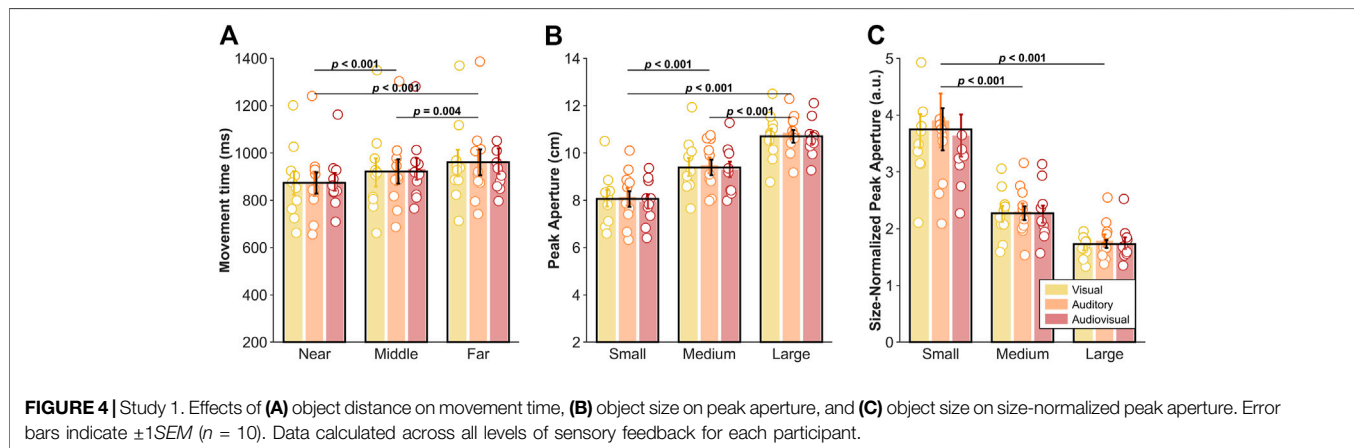 A
B
C
1400
1200
1000
800
600
400
200
Movement time (ms)
p < 0.001
p < 0.001
p = 0.004
Near Middle Far
14
12
10
8
6
4
2
Peak Aperture (cm)
p < 0.001
p < 0.001
p < 0.001
Small Medium Large
5
4
3
2
1
0
Size-Normalized Peak Aperture (a.u.)
p < 0.001
p < 0.001
Visual
Auditory
Audiovisual
Small Medium Large
FIGURE 4 | Study 1. Effects of (A) object distance on movement time, (B) object size on peak aperture, and (C) object size on size-normalized peak aperture. Error
bars indicate ±1SEM (n = 10). Data calculated across all levels of sensory feedback for each participant.